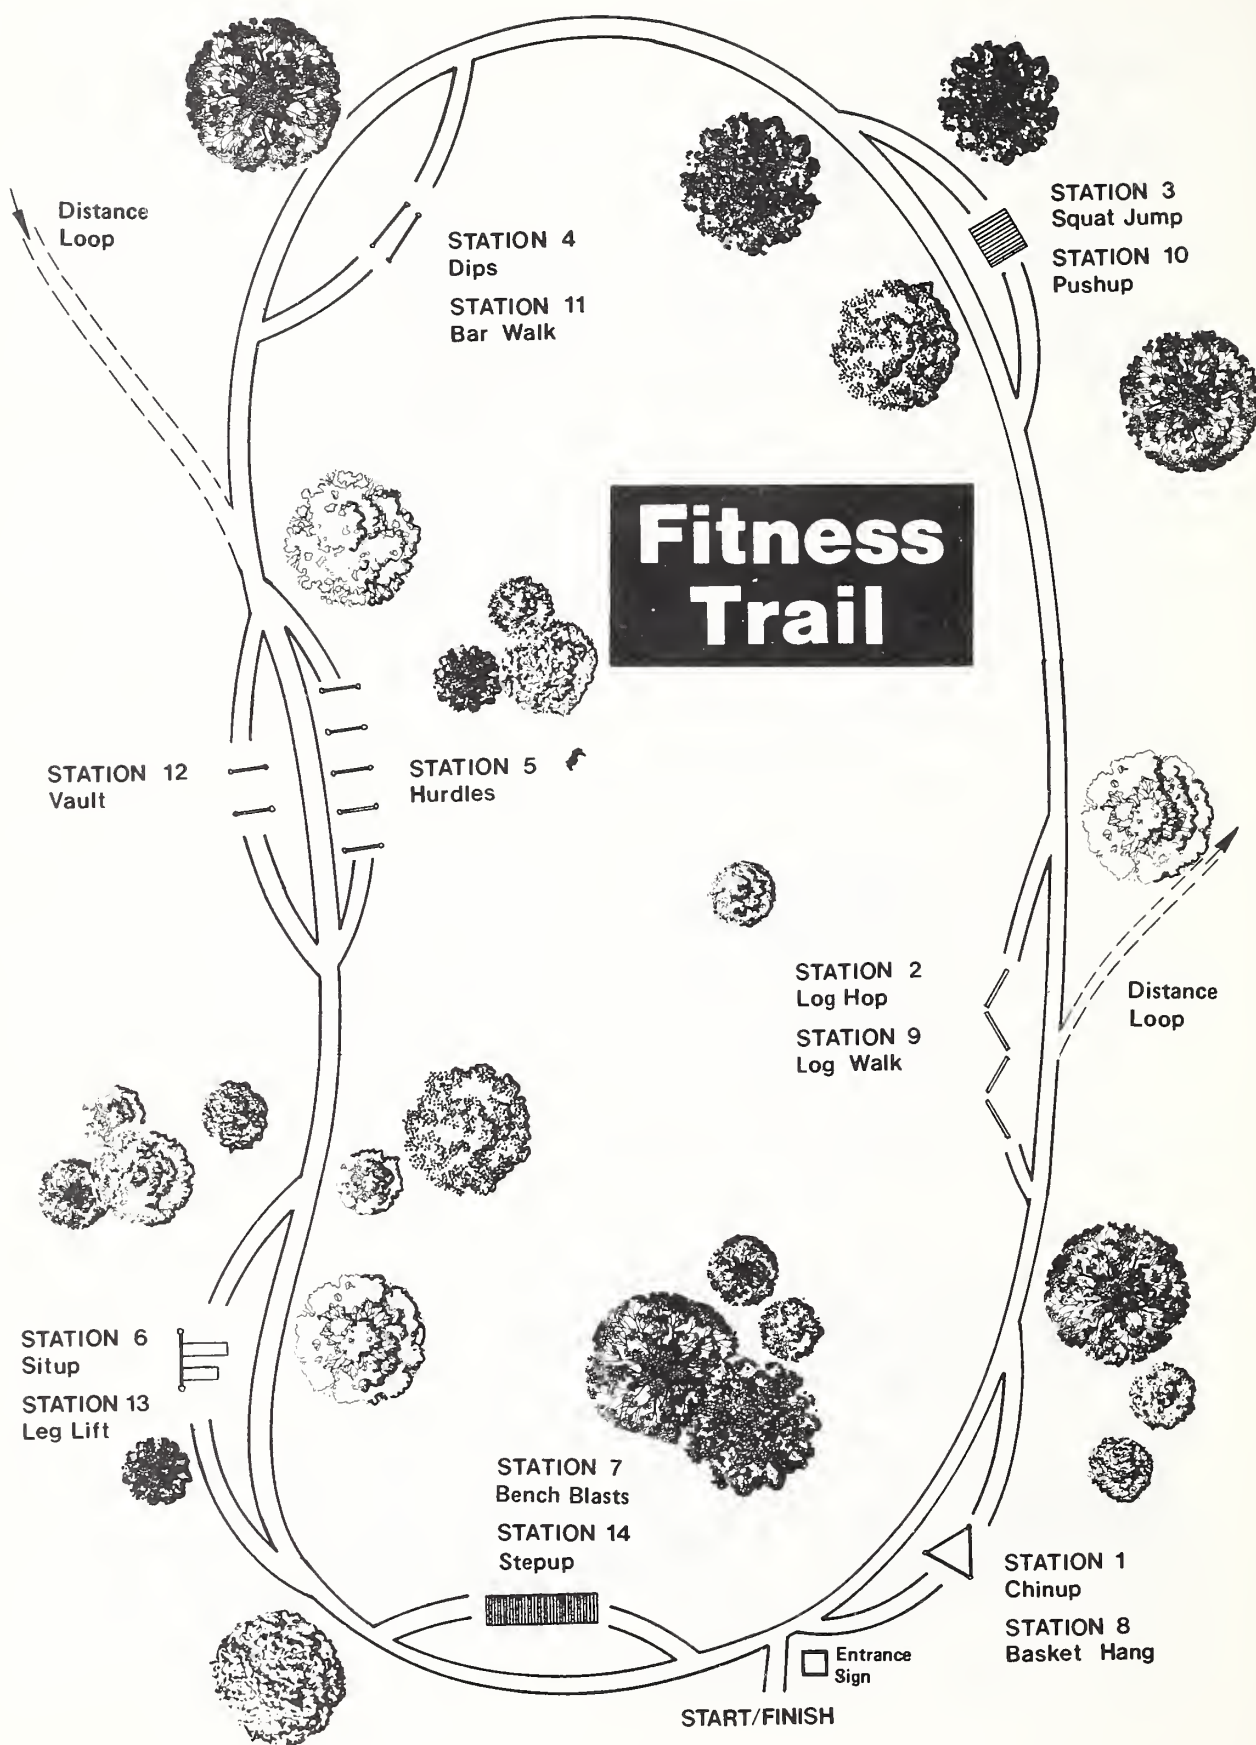 STATION 3
Squat Jump
STATION 10
Pushup
Distance
Loop
STATION 4
Dips
STATION 11
Bar Walk
Fitness
Trail
STATION 12
Vault
STATION 5
Hurdles
STATION 2
Log Hop
STATION 9
Log Walk
Distance
Loop
STATION 6
Situp
STATION 13
Leg Lift
STATION 7
Bench Blasts
STATION 14
Stepup
STATION 1
Chinup
STATION 8
Basket Hang
Entrance
Sign
START/FINISH